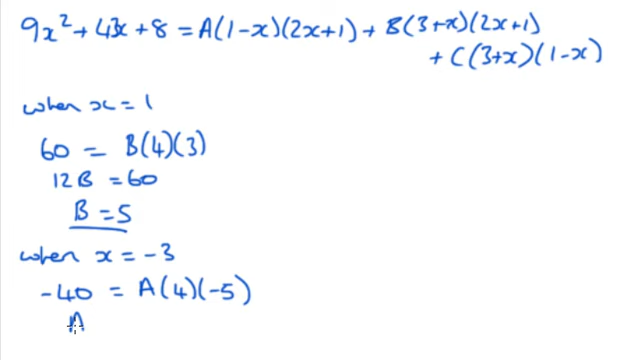 9x² + 43x + 8 = A(1-x)(2x+1) + B(3+x)(2x+1)
+ C(3+x)(1-x)
when x = 1
60 = B(4)(3)
12B = 60
B = 5
when x = -3
-40 = A(4)(-5)
A